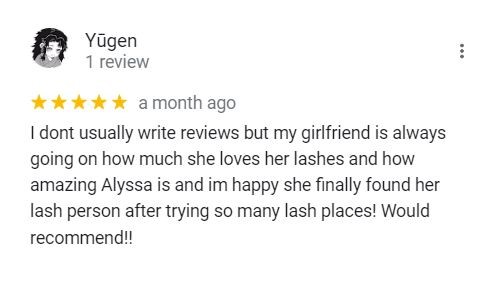 Yūgen
1 review
a month ago
I dont usually write reviews but my girlfriend is always
going on how much she loves her lashes and how
amazing Alyssa is and im happy she finally found her
lash person after trying so many lash places! Would
recommend!!